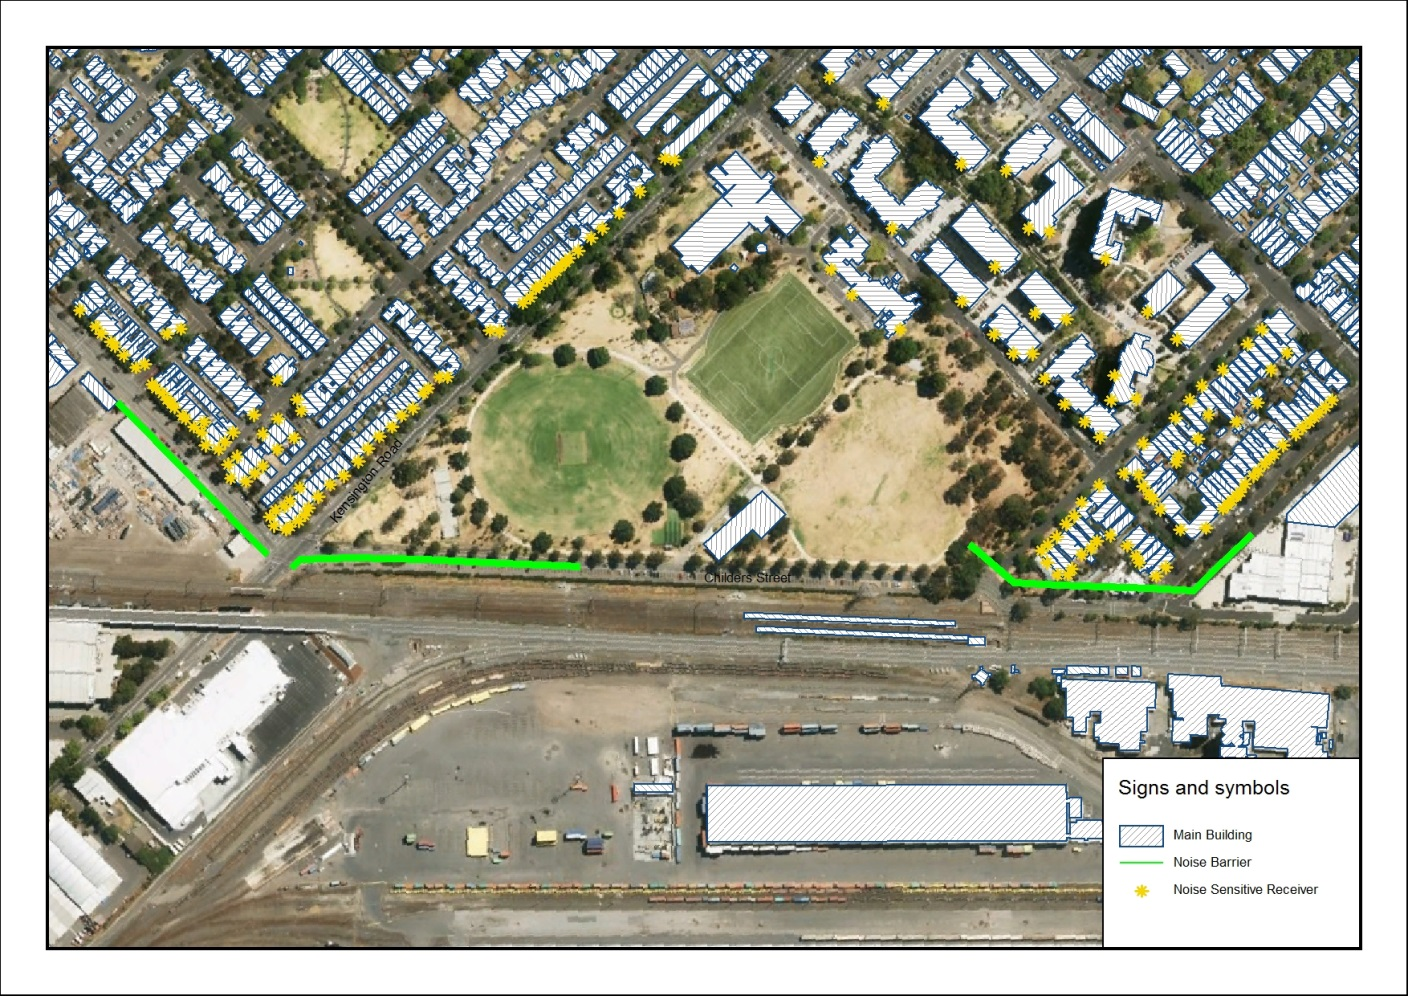 Kensington Road
Childers Street
Signs and symbols
Main Building
Noise Barrier
Noise Sensitive Receiver